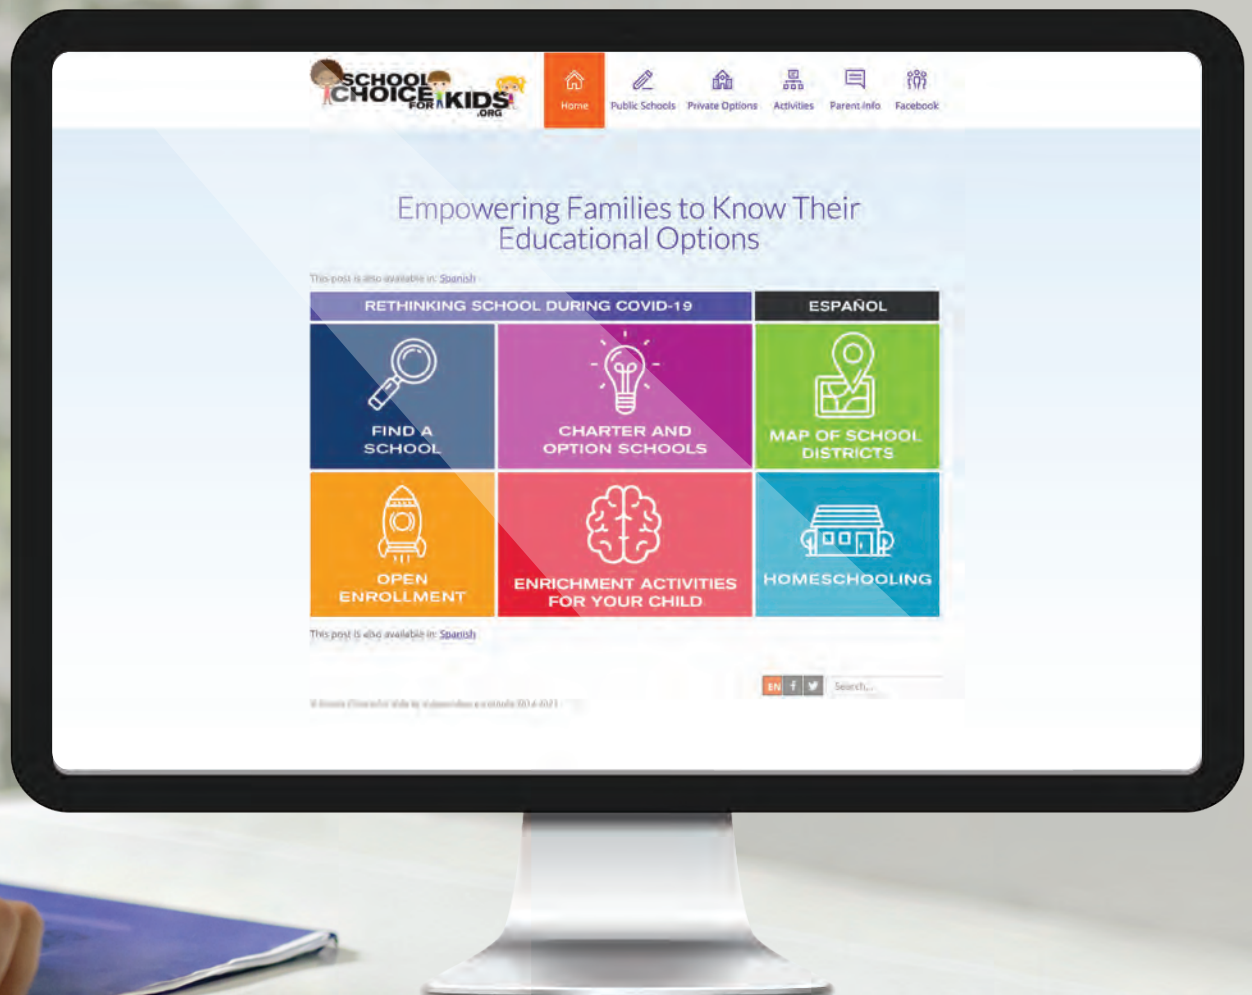 SCHOOL
CHOICE
FOR KIDS
.ORG
Home
Public Schools
Private Options
Activities
Parent Info
Facebook
Empowering Families to Know Their
Educational Options
This post is also available in: Spanish
RETHINKING SCHOOL DURING COVID-19
ESPAÑOL
FIND A
SCHOOL
CHARTER AND
OPTION SCHOOLS
MAP OF SCHOOL
DISTRICTS
OPEN
ENROLLMENT
ENRICHMENT ACTIVITIES
FOR YOUR CHILD
HOMESCHOOLING
This post is also available in: Spanish
EN
Search...